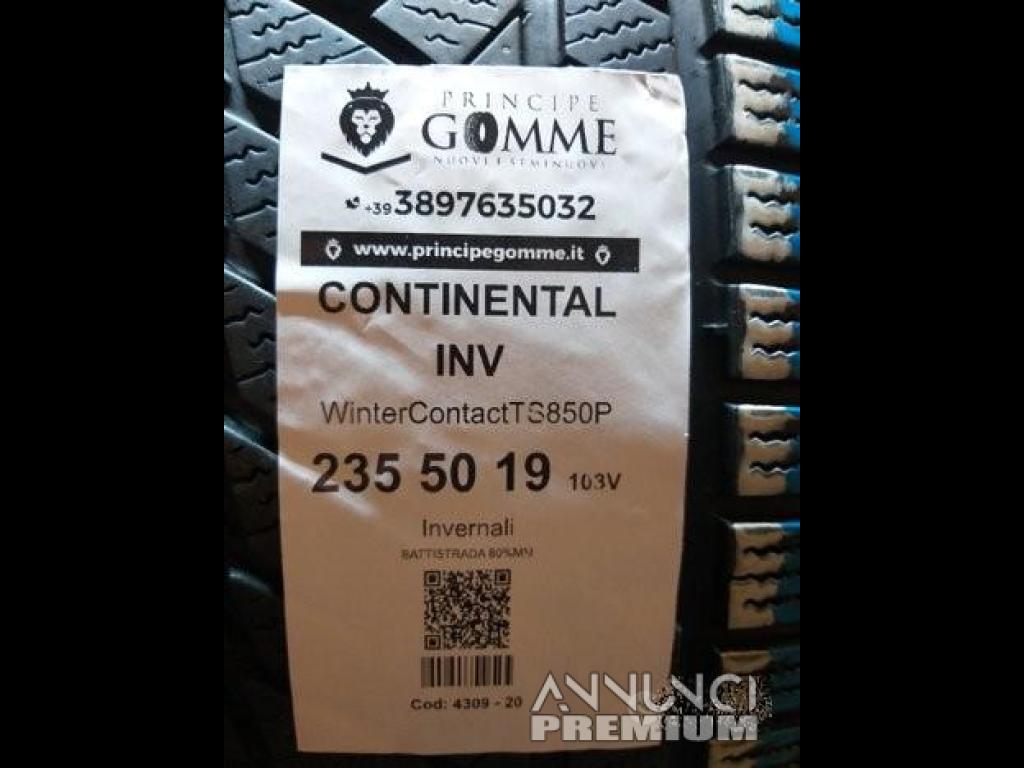 PRINCIPE
GOMME
NUOVI E SEMINUOVI
+39 3897635032
www.principegomme.it
CONTINENTAL
INV
WinterContactTS850P
235 50 19 103V
Invernali
BATTISTRADA 80%MM
Cod: 4309 - 20
ANNUNCI
PREMIUM